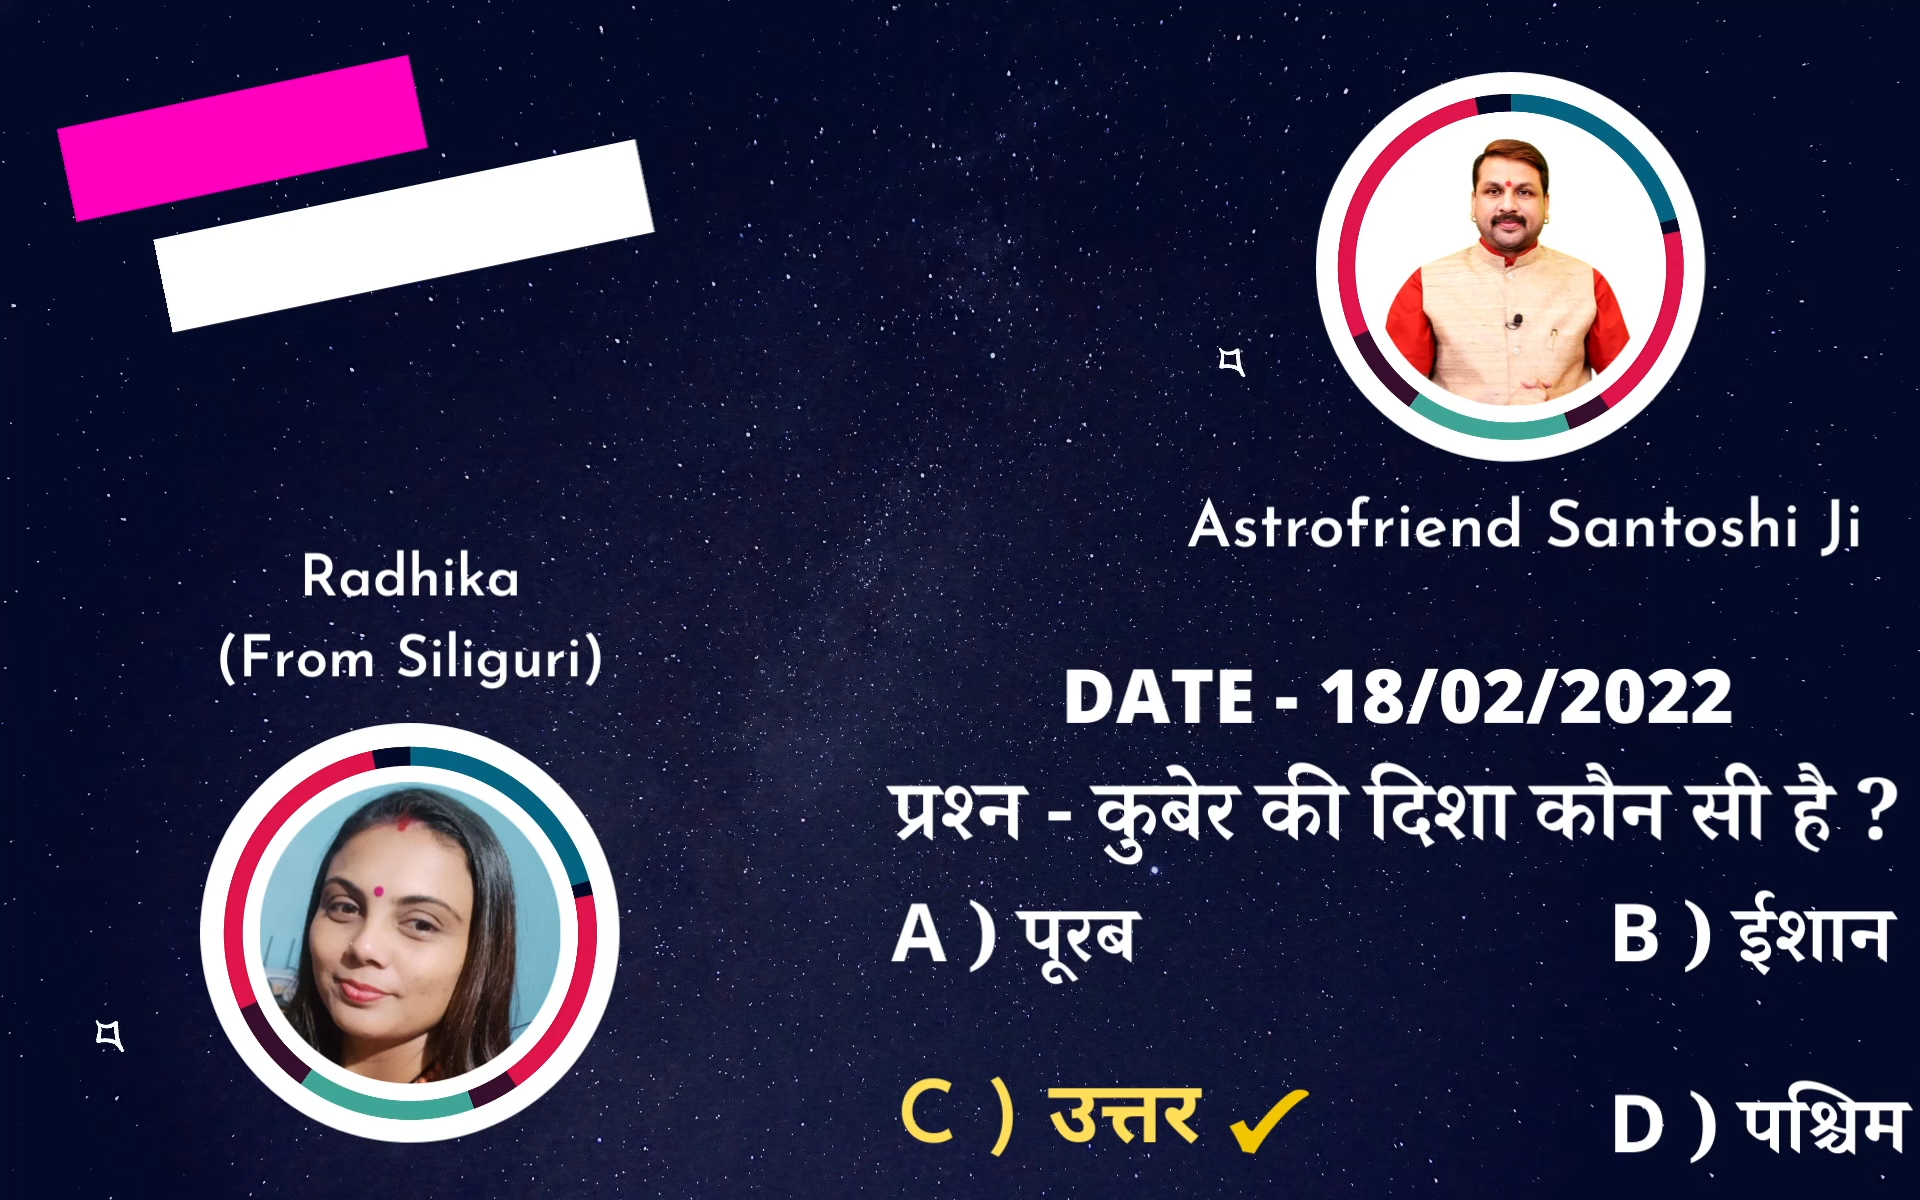 Astrofriend Santoshi Ji
Radhika
(From Siliguri)
DATE - 18/02/2022
प्रश्न - कुबेर की दिशा कौन सी है ?
A ) पूरब
B ) ईशान
C ) उत्तर
D ) पश्चिम